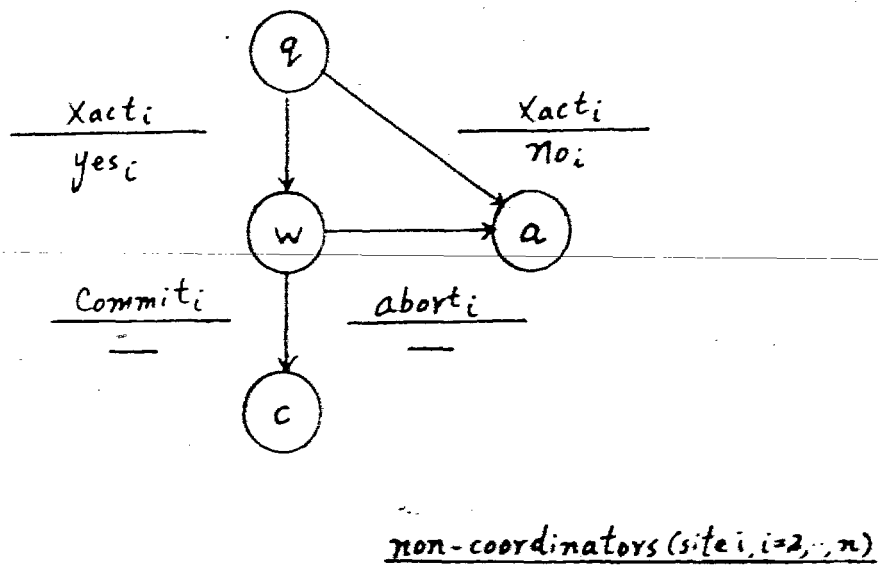 q
xact_i
yes_i
xact_i
no_i
w
a
Commit_i
—
abort_i
—
c
non-coordinators (site i, i=2,..,n)